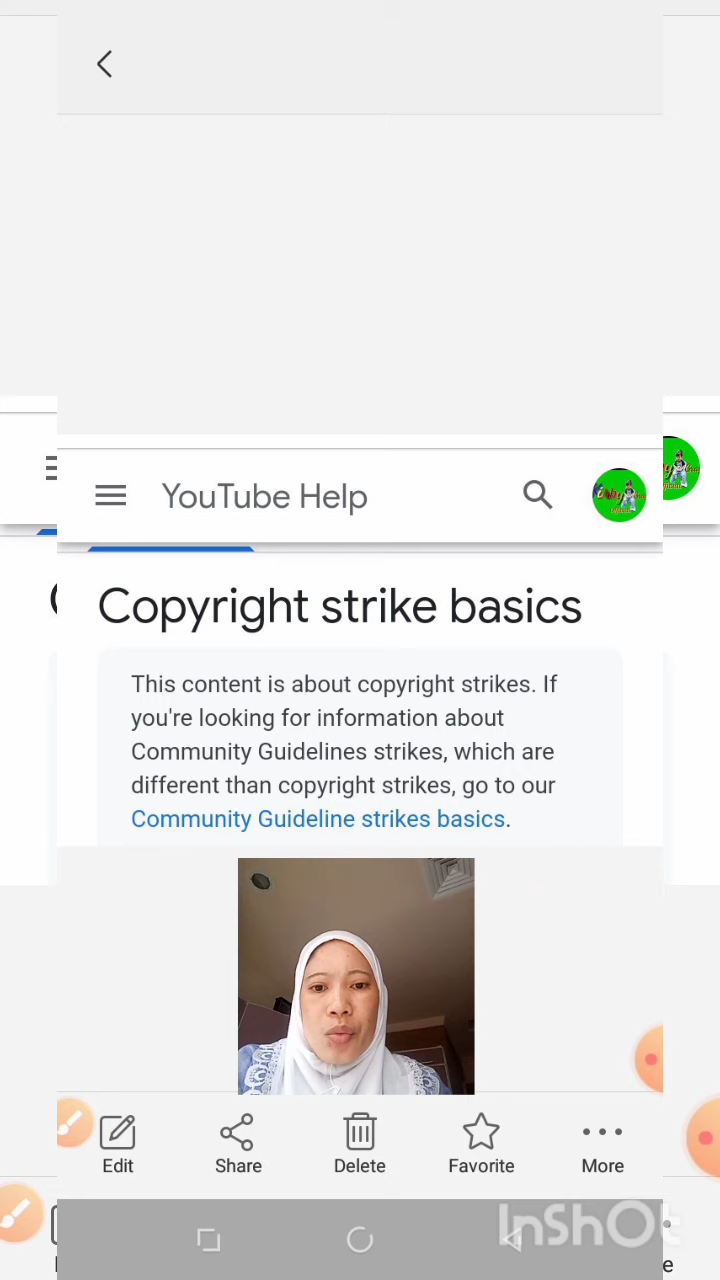 YouTube Help
Copyright strike basics
This content is about copyright strikes. If
you're looking for information about
Community Guidelines strikes, which are
different than copyright strikes, go to our
Community Guideline strikes basics.
Edit
Share
Delete
Favorite
More
InShOt